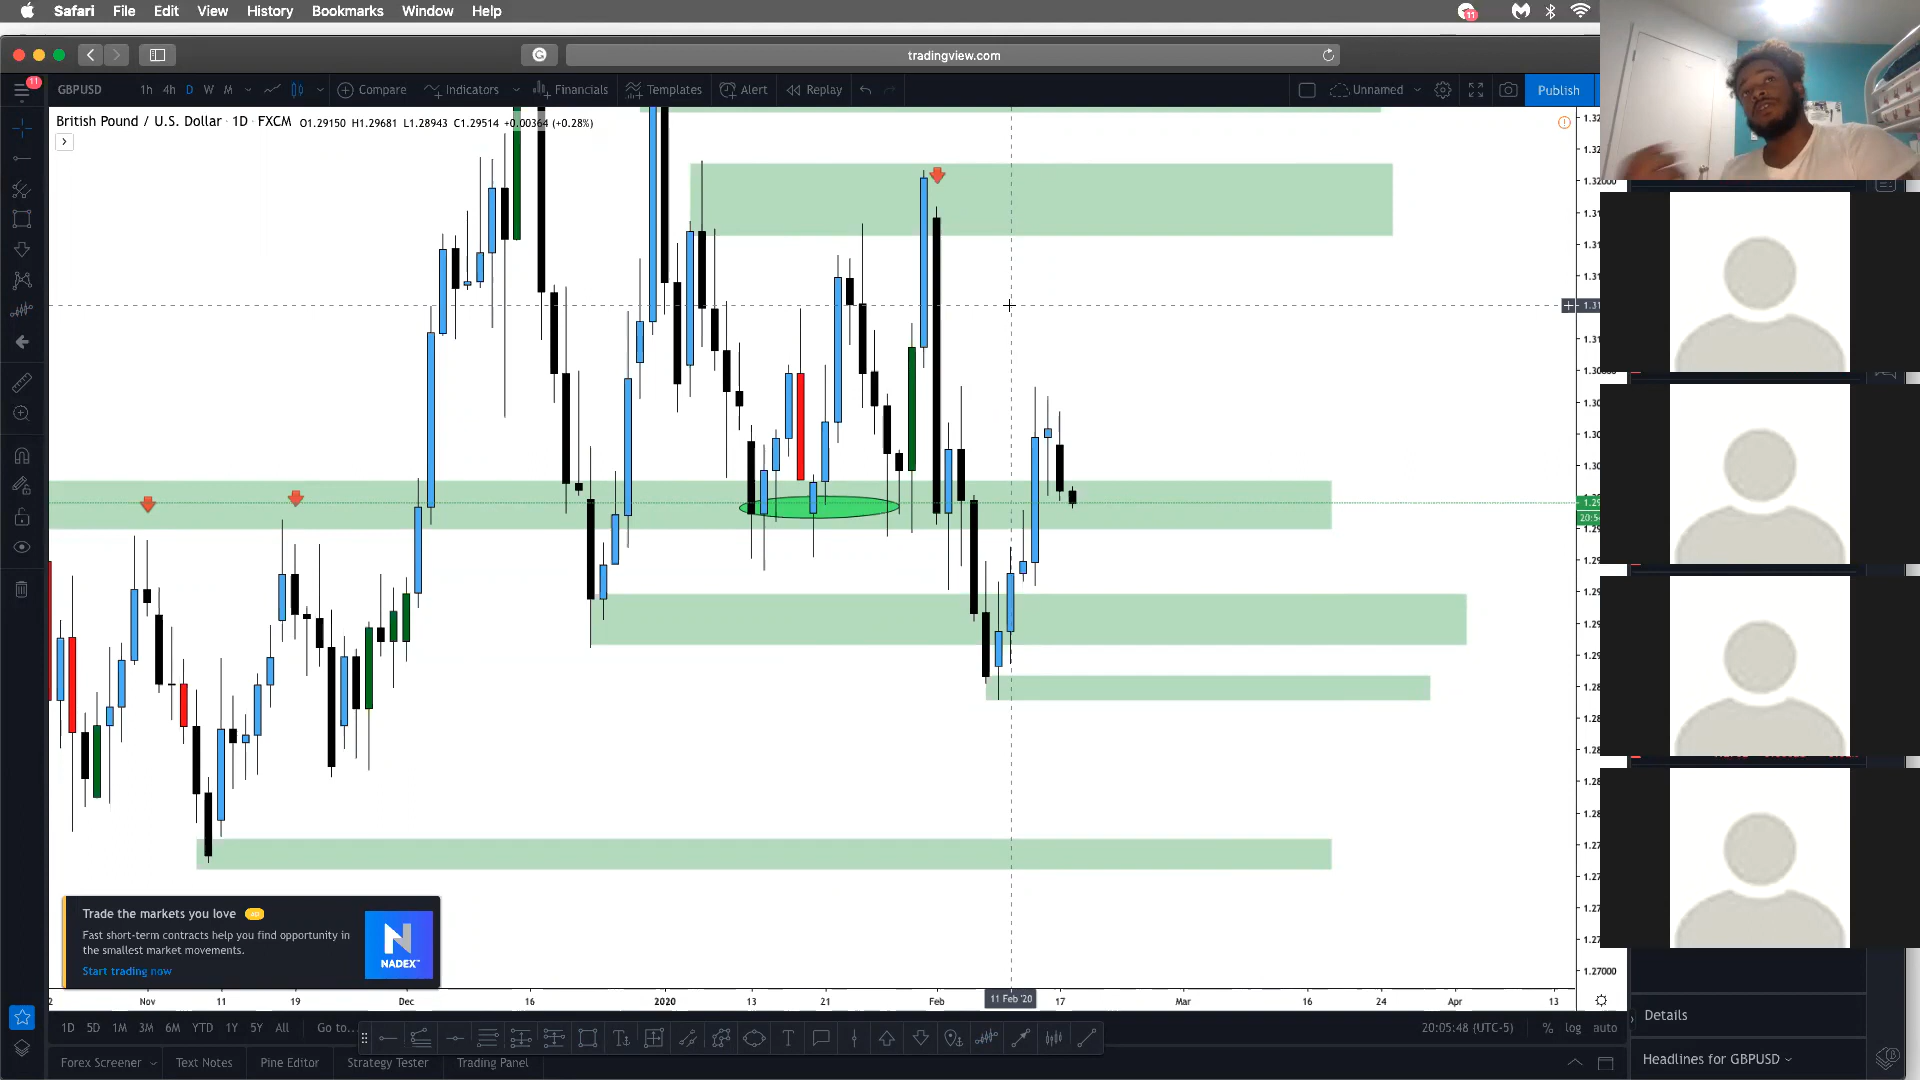 Safari File Edit View History Bookmarks Window Help
11
tradingview.com
11
GBPUSD 1h 4h D W M Compare Indicators Financials Templates Alert Replay Unnamed Publish
British Pound / U.S. Dollar · 1D · FXCM O1.29150 H1.29681 L1.28943 C1.29514 +0.00364 (+0.28%)
1.32000
1.27000
Trade the markets you love
Fast short-term contracts help you find opportunity in
the smallest market movements.
Start trading now
N
NADEX
2 Nov 11 19 Dec 16 2020 13 21 Feb 11 Feb '20 17 Mar 16 24 Apr 13
Details
1D 5D 1M 3M 6M YTD 1Y 5Y All Go to... 20:05:48 (UTC-5) % log auto
Forex Screener Text Notes Pine Editor Strategy Tester Trading Panel
Headlines for GBPUSD